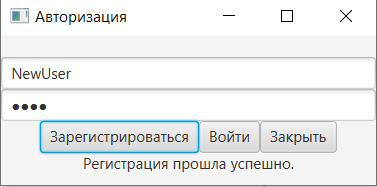 Авторизация
NewUser
●●●●
Зарегистрироваться Войти Закрыть
Регистрация прошла успешно.